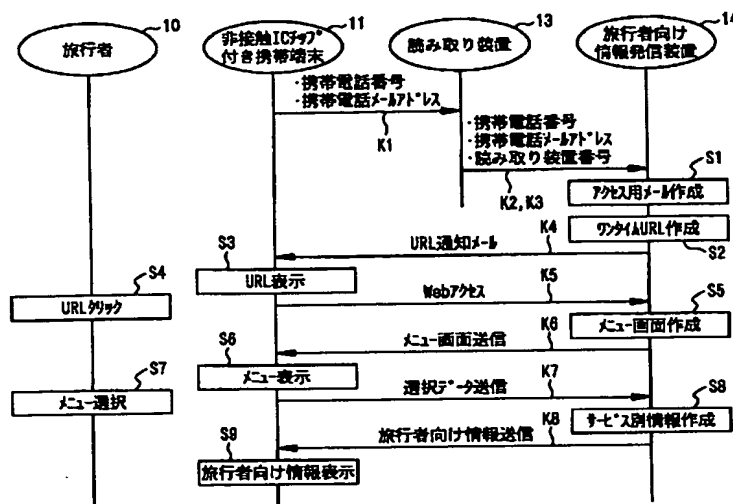 10
旅行者
11
非接触ICﾁｯﾌﾟ
付き携帯端末
13
読み取り装置
14
旅行者向け
情報発信装置
・携帯電話番号
・携帯電話ﾒｰﾙｱﾄﾞﾚｽ
K1
・携帯電話番号
・携帯電話ﾒｰﾙｱﾄﾞﾚｽ
・読み取り装置番号
K2,K3
S1
ｱｸｾｽ用ﾒｰﾙ作成
ﾜﾝﾀｲﾑURL作成
S2
URL通知ﾒｰﾙ
K4
S3
URL表示
S4
URLｸﾘｯｸ
Webｱｸｾｽ
K5
S5
ﾒﾆｭｰ画面作成
ﾒﾆｭｰ画面送信
K6
S6
ﾒﾆｭｰ表示
S7
ﾒﾆｭｰ選択
選択ﾃﾞｰﾀ送信
K7
S8
ｻｰﾋﾞｽ別情報作成
旅行者向け情報送信
K8
S9
旅行者向け情報表示